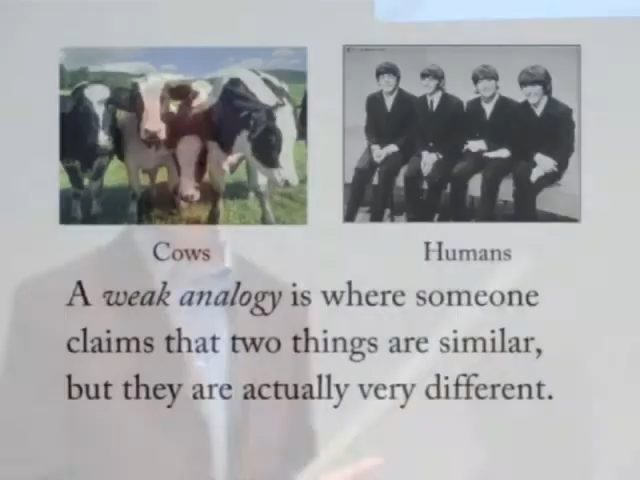 Cows
Humans
A weak analogy is where someone
claims that two things are similar,
but they are actually very different.